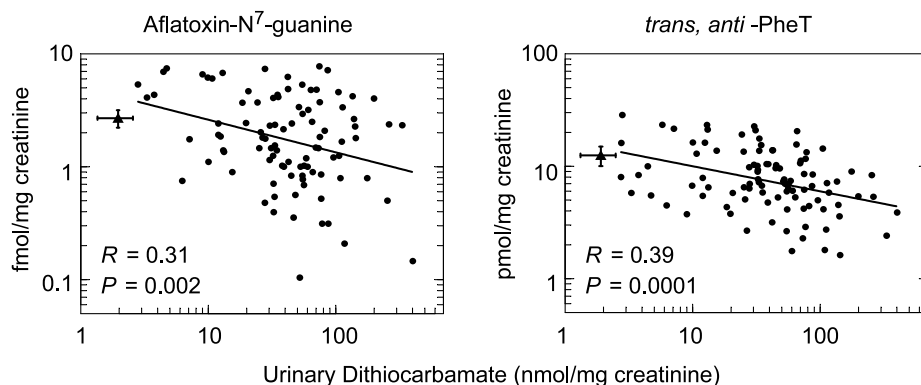 Aflatoxin-N⁷-guanine
trans, anti -PheT
fmol/mg creatinine
10
1
0.1
R = 0.31
P = 0.002
1 10 100
pmol/mg creatinine
100
10
1
R = 0.39
P = 0.0001
1 10 100
Urinary Dithiocarbamate (nmol/mg creatinine)